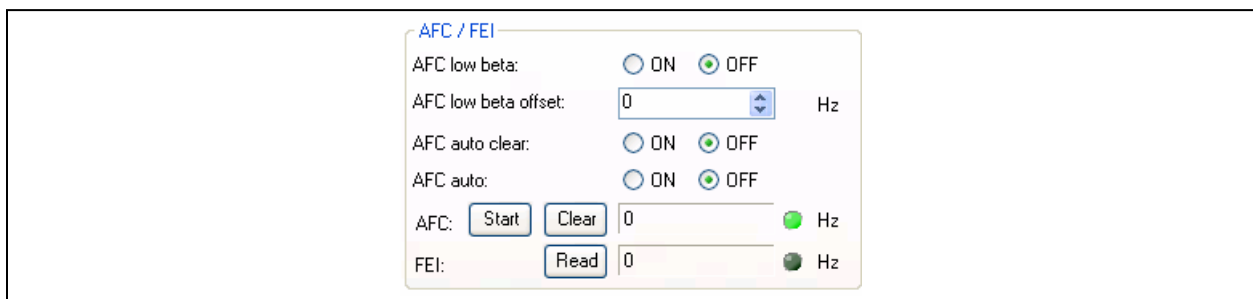 AFC / FEI
AFC low beta: ON OFF
AFC low beta offset: 0 Hz
AFC auto clear: ON OFF
AFC auto: ON OFF
AFC: Start Clear 0 Hz
FEI: Read 0 Hz